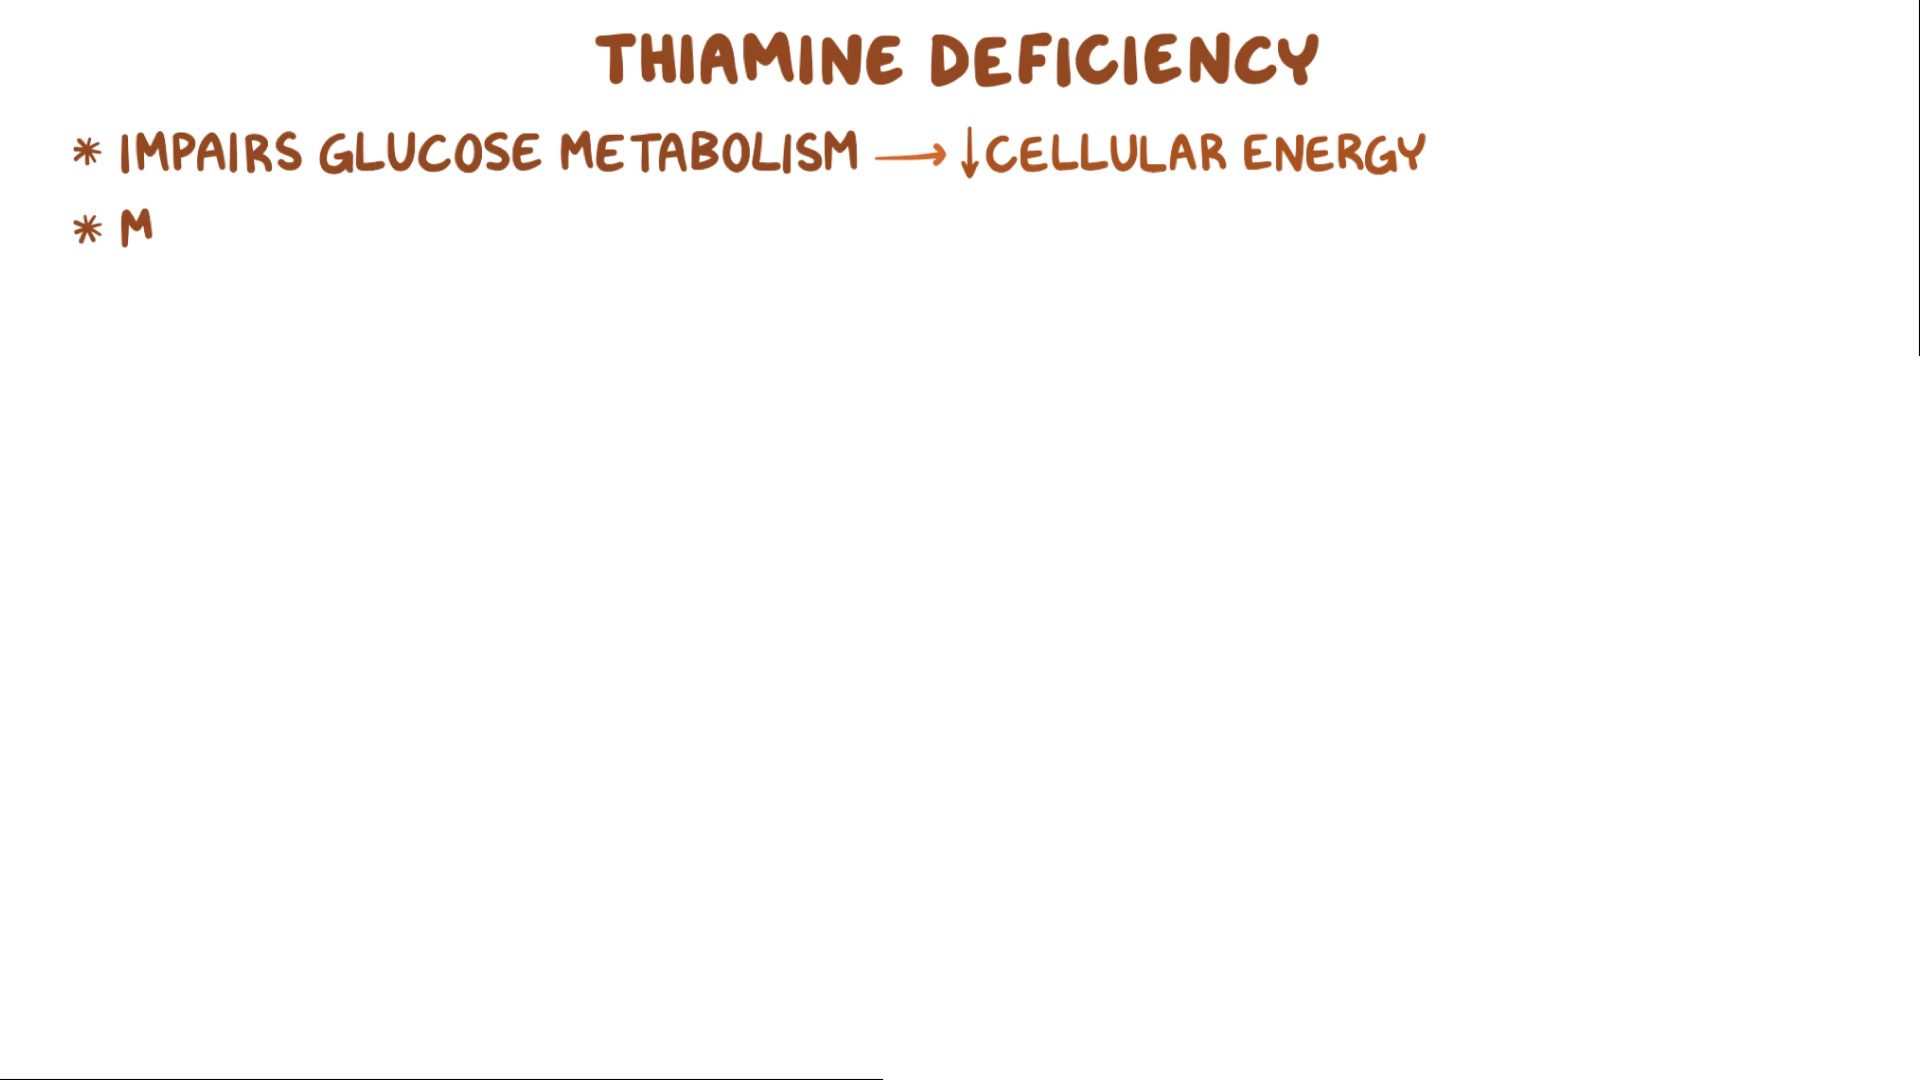 THIAMINE DEFICIENCY
* IMPAIRS GLUCOSE METABOLISM → ↓CELLULAR ENERGY
* M